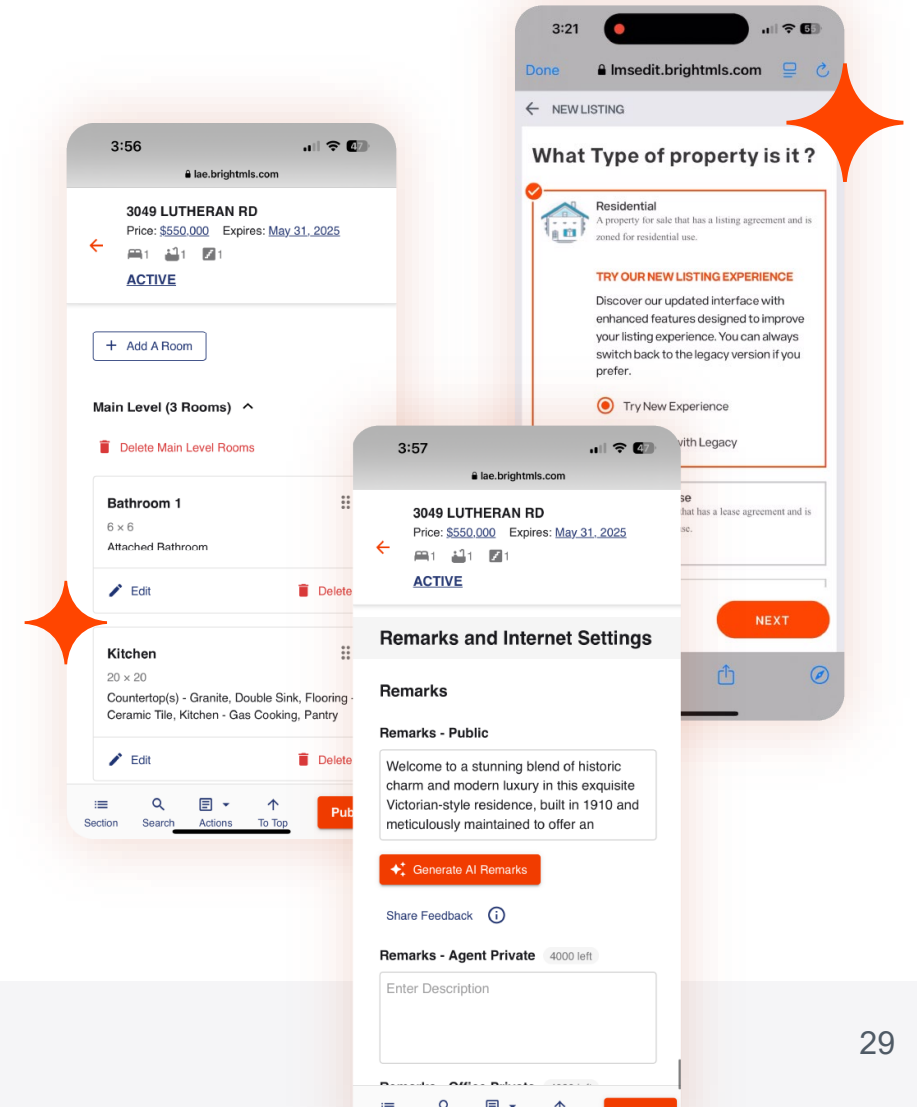 3:21
55
Done
lmsedit.brightmls.com
NEW LISTING
What Type of property is it ?
Residential
A property for sale that has a listing agreement and is
zoned for residential use.
TRY OUR NEW LISTING EXPERIENCE
Discover our updated interface with
enhanced features designed to improve
your listing experience. You can always
switch back to the legacy version if you
prefer.
Try New Experience
with Legacy
se
that has a lease agreement and is
se.
NEXT
3:56
47
lae.brightmls.com
3049 LUTHERAN RD
Price: $550,000 Expires: May 31, 2025
1 1 1
ACTIVE
+ Add A Room
Main Level (3 Rooms)
Delete Main Level Rooms
Bathroom 1
6 × 6
Attached Bathroom
Edit Delete
Kitchen
20 × 20
Countertop(s) - Granite, Double Sink, Flooring -
Ceramic Tile, Kitchen - Gas Cooking, Pantry
Edit Delete
Section Search Actions To Top Pub
3:57
47
lae.brightmls.com
3049 LUTHERAN RD
Price: $550,000 Expires: May 31, 2025
1 1 1
ACTIVE
Remarks and Internet Settings
Remarks
Remarks - Public
Welcome to a stunning blend of historic
charm and modern luxury in this exquisite
Victorian-style residence, built in 1910 and
meticulously maintained to offer an
Generate AI Remarks
Share Feedback
Remarks - Agent Private 4000 left
Enter Description
29